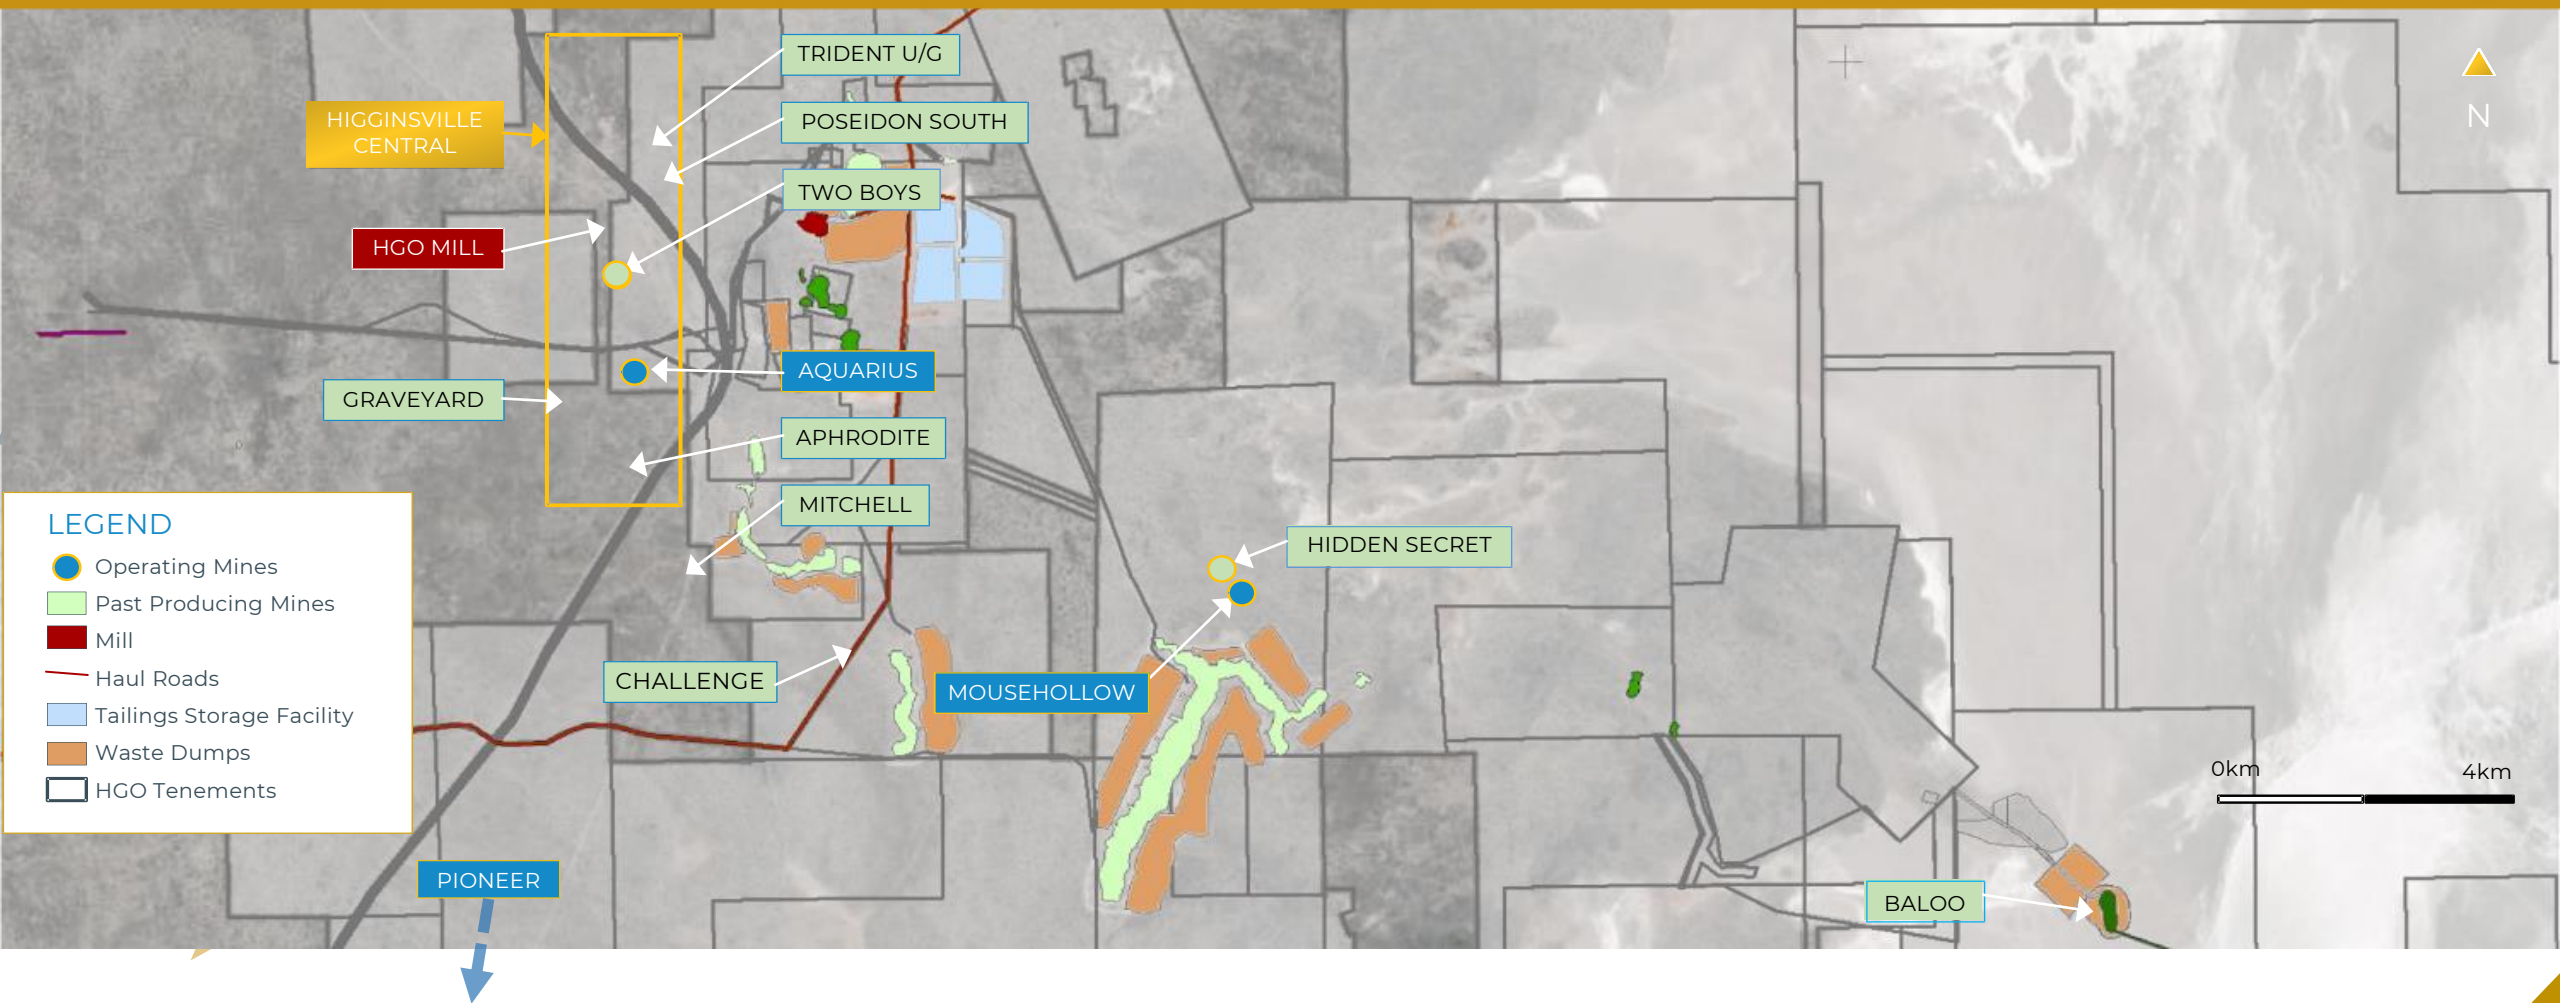 TRIDENT U/G
HIGGINSVILLE
CENTRAL
POSEIDON SOUTH
N
TWO BOYS
HGO MILL
AQUARIUS
GRAVEYARD
APHRODITE
MITCHELL
HIDDEN SECRET
LEGEND
Operating Mines
Past Producing Mines
Mill
Haul Roads
Tailings Storage Facility
Waste Dumps
HGO Tenements
CHALLENGE
MOUSEHOLLOW
0km
4km
PIONEER
BALOO